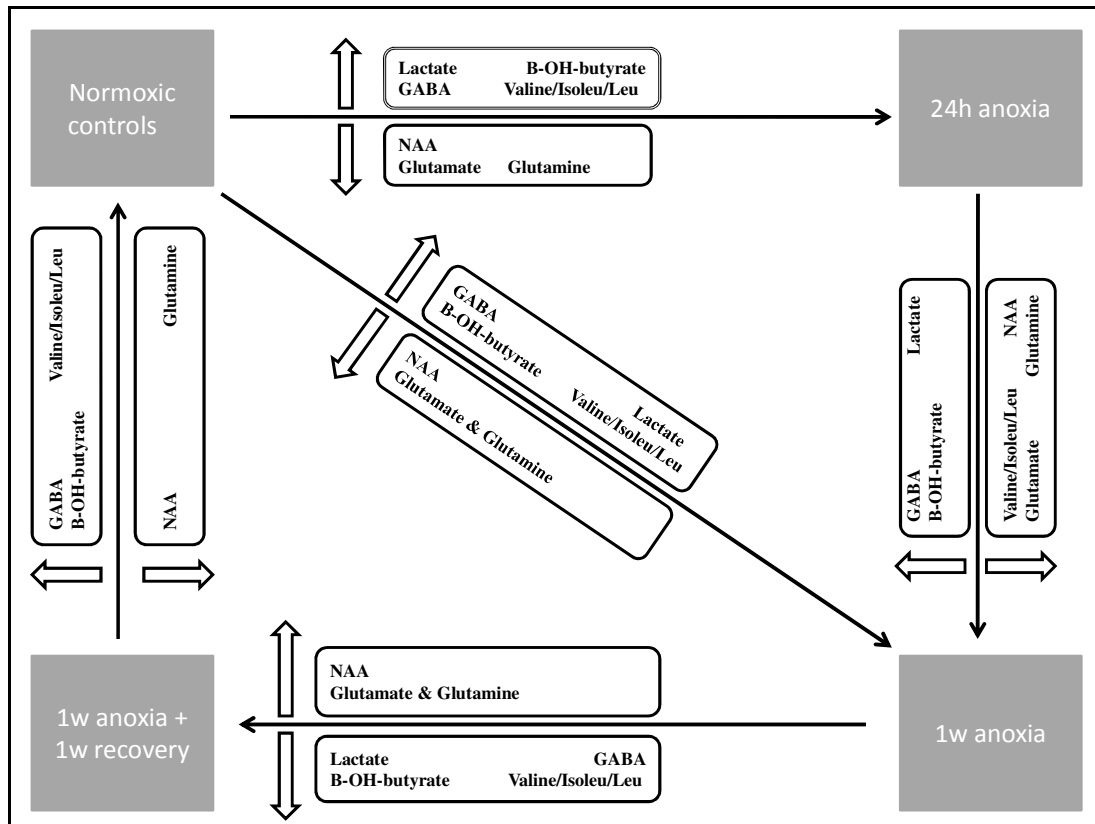 Normoxic
controls
Lactate B-OH-butyrate
GABA Valine/Isoleu/Leu
NAA
Glutamate Glutamine
24h anoxia
GABA
B-OH-butyrate
Lactate
Valine/Isoleu/Leu
NAA
Glutamate & Glutamine
Valine/Isoleu/Leu
GABA
B-OH-butyrate
Glutamine
NAA
GABA Lactate
B-OH-butyrate
Valine/Isoleu/Leu NAA
Glutamate Glutamine
1w anoxia +
1w recovery
NAA
Glutamate & Glutamine
Lactate GABA
B-OH-butyrate Valine/Isoleu/Leu
1w anoxia